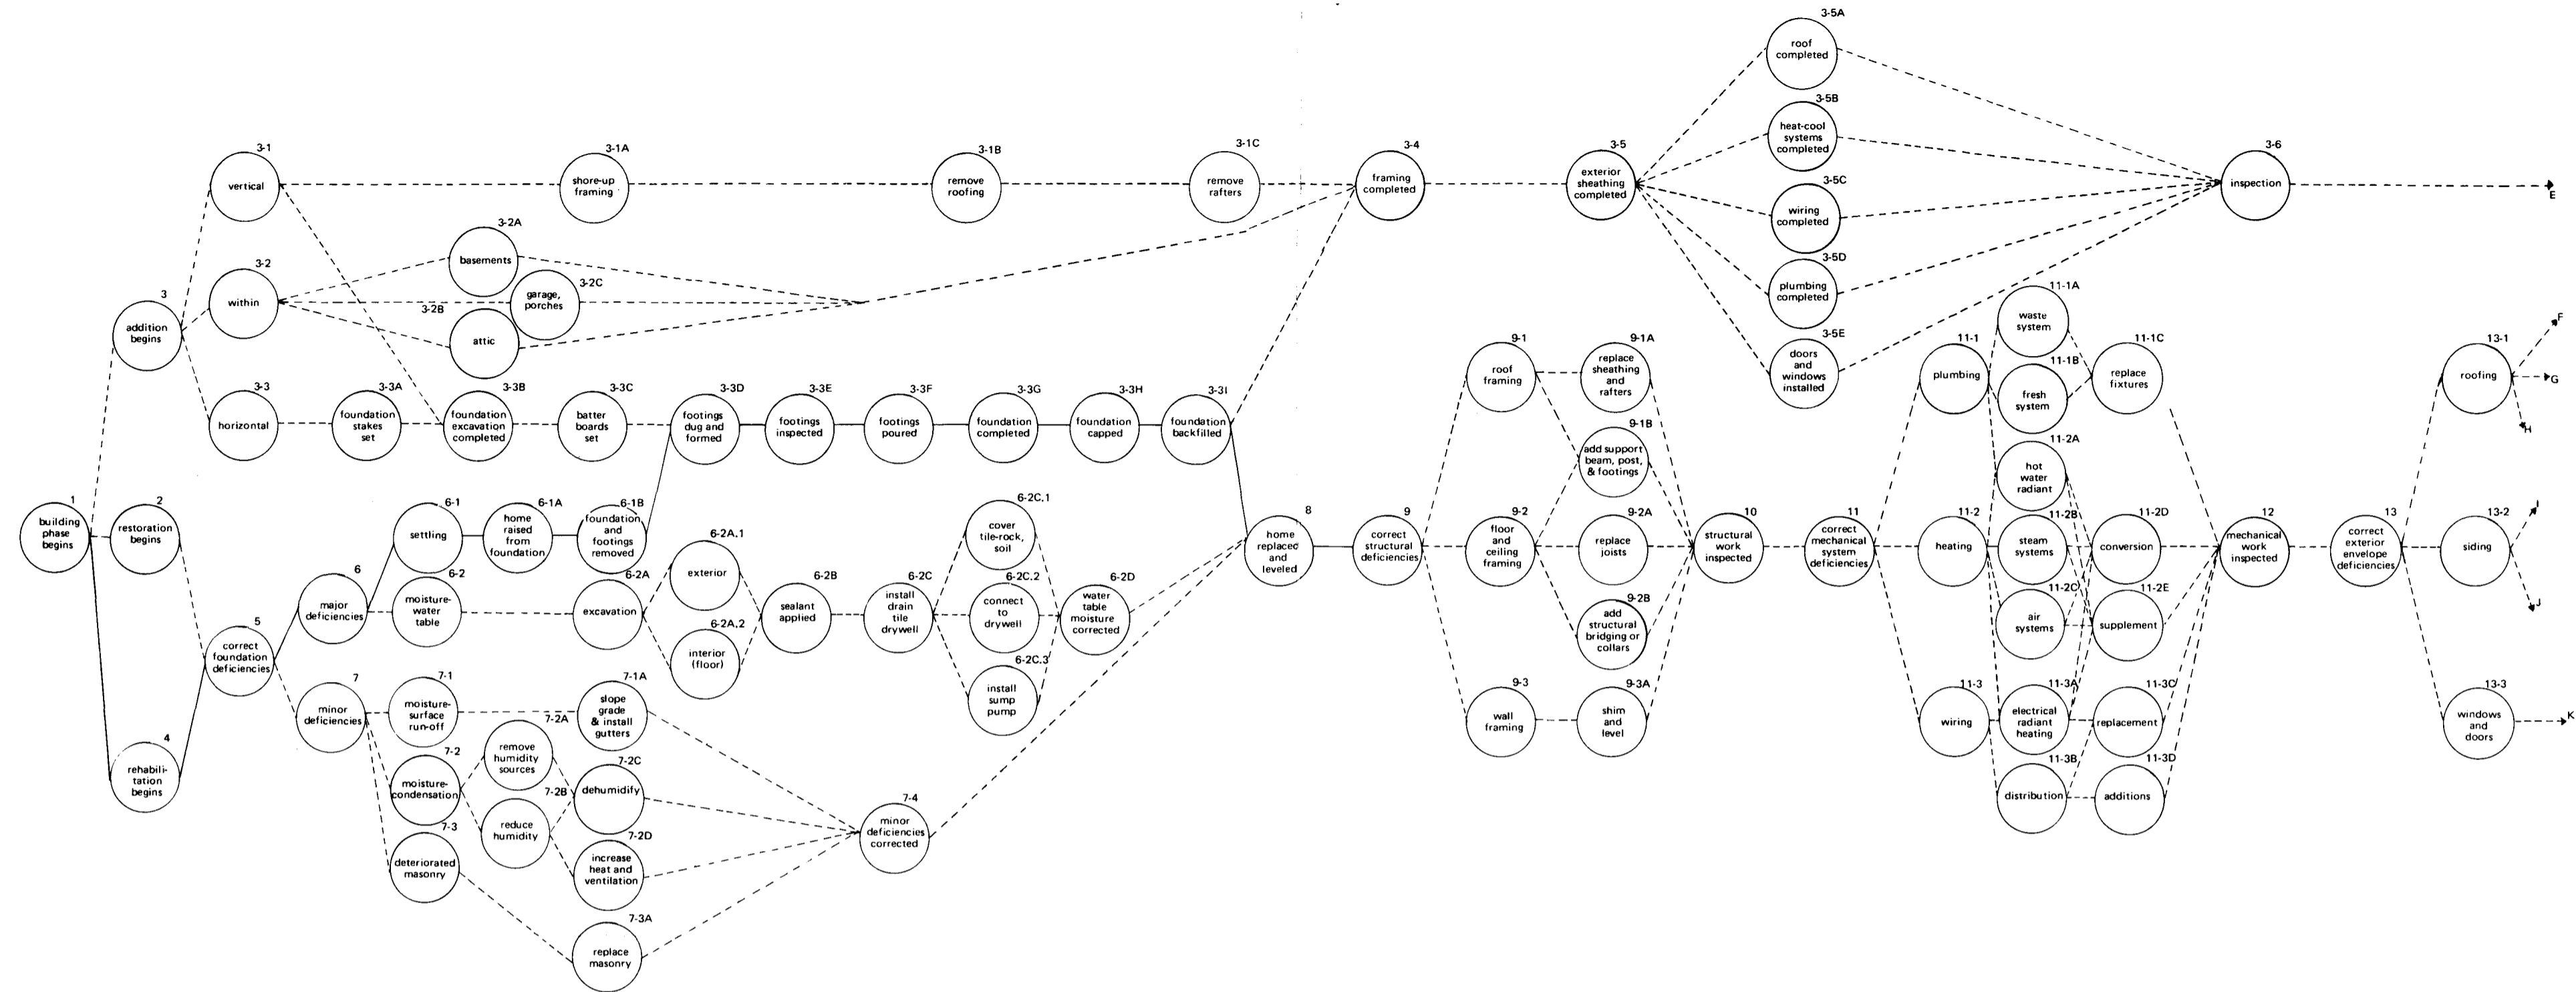 3-1
vertical
3-1A
shore-up
framing
3-1B
remove
roofing
3-1C
remove
rafters
3-4
framing
completed
3-5
exterior
sheathing
completed
3-5A
roof
completed
3-5B
heat-cool
systems
completed
3-5C
wiring
completed
3-5D
plumbing
completed
3-5E
doors
and
windows
installed
3-6
inspection
E
3
addition
begins
3-2
within
3-2A
basements
3-2C
garage,
porches
3-2B
attic
3-3
horizontal
3-3A
foundation
stakes
set
3-3B
foundation
excavation
completed
3-3C
batter
boards
set
3-3D
footings
dug and
formed
3-3E
footings
inspected
3-3F
footings
poured
3-3G
foundation
completed
3-3H
foundation
capped
3-3I
foundation
backfilled
1
building
phase
begins
2
restoration
begins
4
rehabili-
tation
begins
5
correct
foundation
deficiencies
6
major
deficiencies
6-1
settling
6-1A
home
raised
from
foundation
6-1B
foundation
and
footings
removed
6-2
moisture-
water
table
6-2A
excavation
6-2A.1
exterior
6-2A.2
interior
(floor)
6-2B
sealant
applied
6-2C
install
drain
tile
drywell
6-2C.1
cover
tile-rock,
soil
6-2C.2
connect
to
drywell
6-2C.3
install
sump
pump
6-2D
water
table
moisture
corrected
7
minor
deficiencies
7-1
moisture-
surface
run-off
7-1A
slope
grade
& install
gutters
7-2
moisture-
condensation
7-2A
remove
humidity
sources
7-2B
reduce
humidity
7-2C
dehumidify
7-2D
increase
heat and
ventilation
7-3
deteriorated
masonry
7-3A
replace
masonry
7-4
minor
deficiencies
corrected
8
home
replaced
and
leveled
9
correct
structural
deficiencies
9-1
roof
framing
9-1A
replace
sheathing
and
rafters
9-1B
add support
beam, post,
& footings
9-2
floor
and
ceiling
framing
9-2A
replace
joists
9-2B
add
structural
bridging or
collars
9-3
wall
framing
9-3A
shim
and
level
10
structural
work
inspected
11
correct
mechanical
system
deficiencies
11-1
plumbing
11-1A
waste
system
11-1B
fresh
system
11-1C
replace
fixtures
11-2
heating
11-2A
hot
water
radiant
11-2B
steam
systems
11-2C
air
systems
11-2D
conversion
11-2E
supplement
11-3
wiring
11-3A
electrical
radiant
heating
11-3B
distribution
11-3C
replacement
11-3D
additions
12
mechanical
work
inspected
13
correct
exterior
envelope
deficiencies
13-1
roofing
F
G
H
13-2
siding
I
J
13-3
windows
and
doors
K